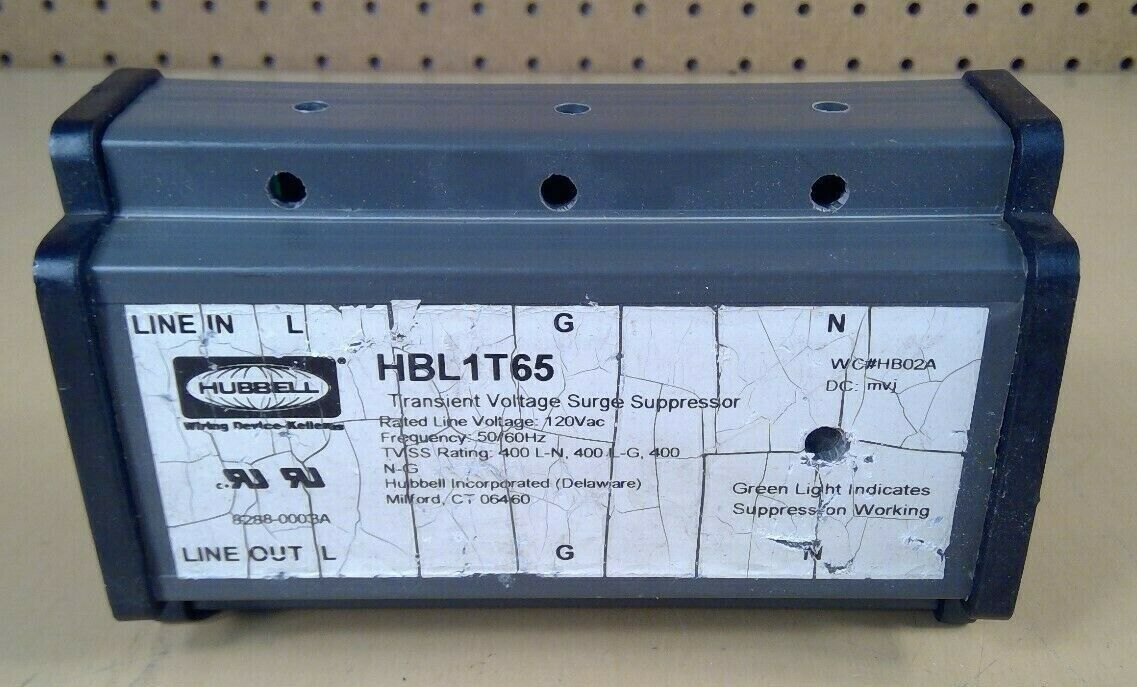 LINE IN L G N
HUBBELL®
Wiring Device-Kellems
HBL1T65
Transient Voltage Surge Suppressor
Rated Line Voltage: 120Vac
Frequency: 50/60Hz
TVSS Rating: 400 L-N, 400 L-G, 400
N-G
Hubbell Incorporated (Delaware)
Milford, CT 06460
WC#HB02A
DC: mvj
Green Light Indicates
Suppression Working
8288-0003A
LINE OUT L G N